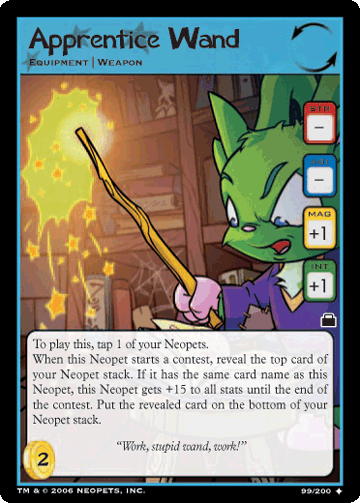 Apprentice Wand
Equipment | Weapon
STR
–
AGI
–
MAG
+1
INT
+1
To play this, tap 1 of your Neopets.
When this Neopet starts a contest, reveal the top card of
your Neopet stack. If it has the same card name as this
Neopet, this Neopet gets +15 to all stats until the end of
the contest. Put the revealed card on the bottom of your
Neopet stack.
“Work, stupid wand, work!”
2
TM & © 2006 NEOPETS, INC.
99/200